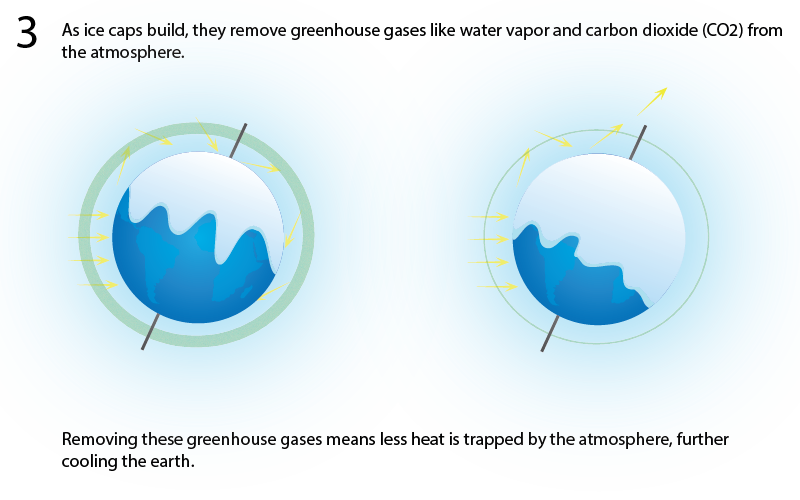 3
As ice caps build, they remove greenhouse gases like water vapor and carbon dioxide (CO2) from
the atmosphere.
Removing these greenhouse gases means less heat is trapped by the atmosphere, further
cooling the earth.